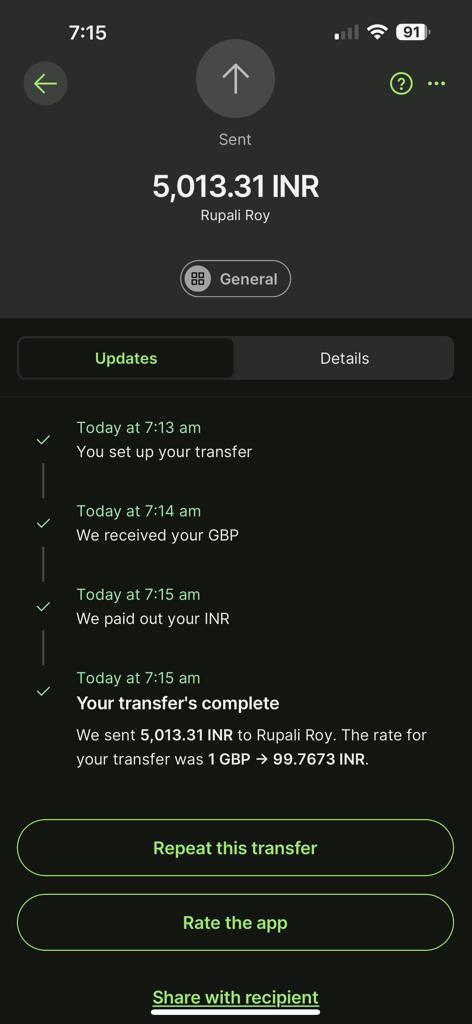 7:15
91
Sent
5,013.31 INR
Rupali Roy
General
Updates
Details
Today at 7:13 am
You set up your transfer
Today at 7:14 am
We received your GBP
Today at 7:15 am
We paid out your INR
Today at 7:15 am
Your transfer's complete
We sent 5,013.31 INR to Rupali Roy. The rate for
your transfer was 1 GBP → 99.7673 INR.
Repeat this transfer
Rate the app
Share with recipient